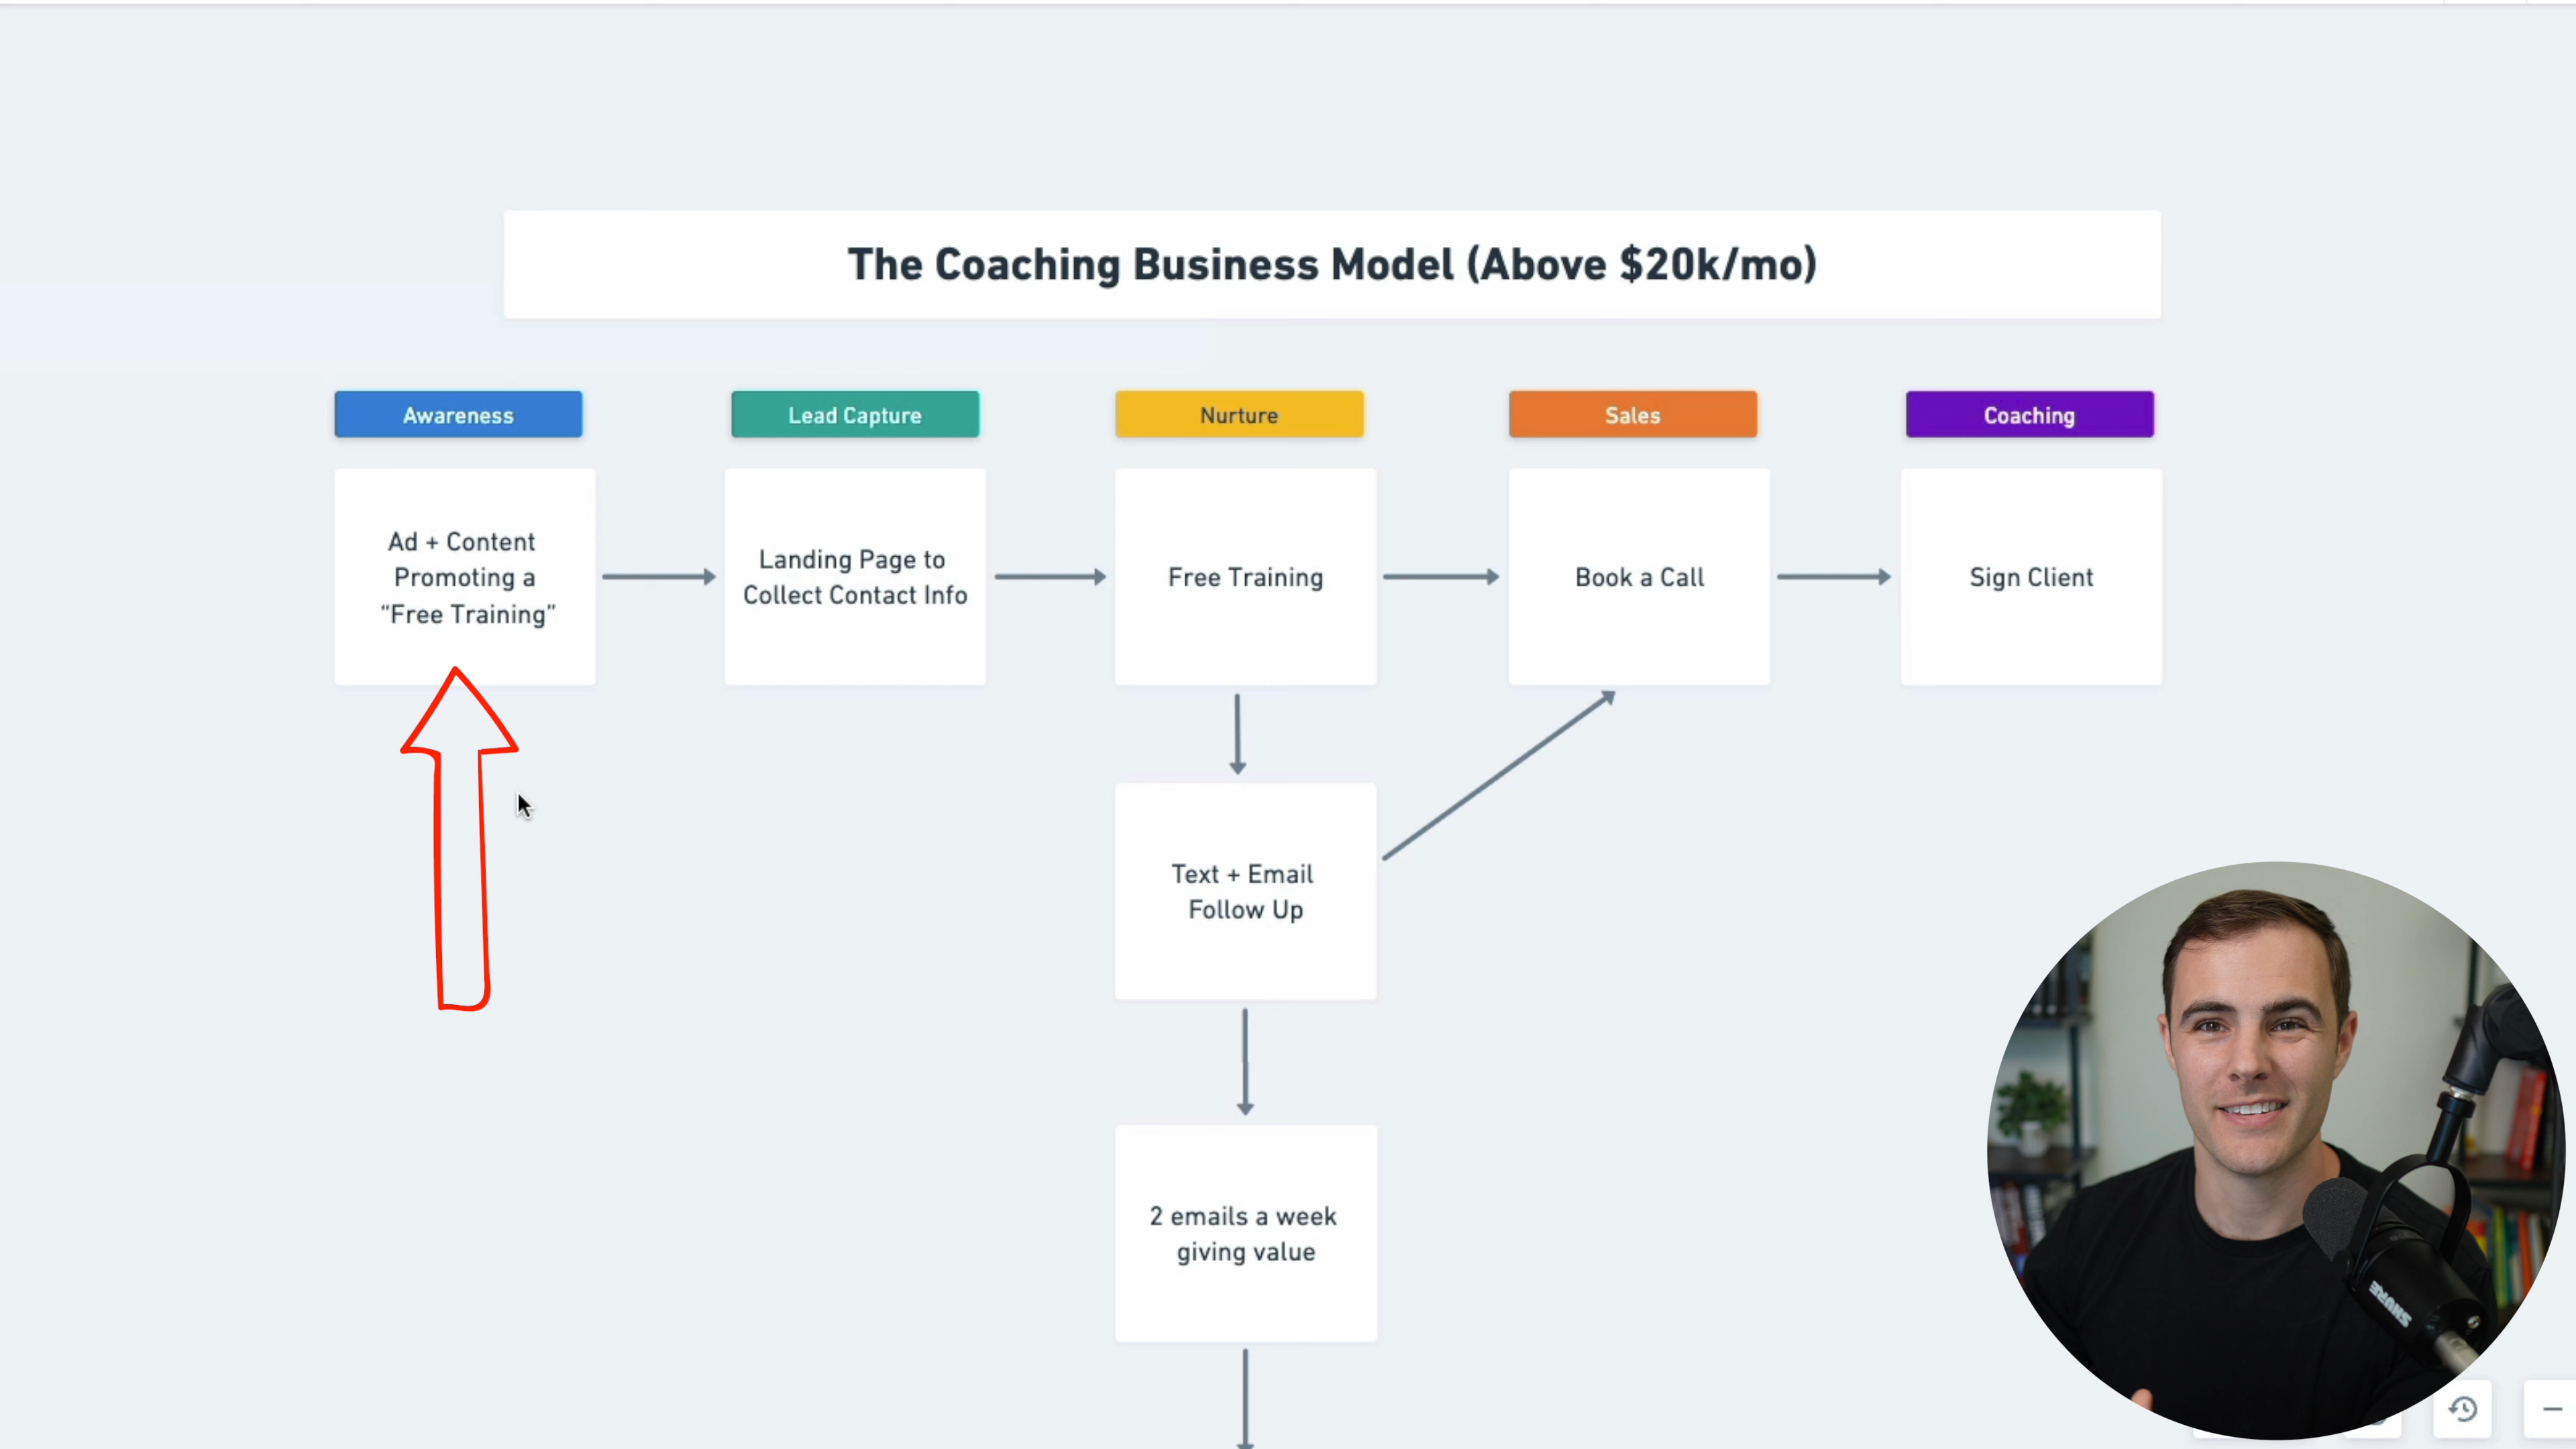 The Coaching Business Model (Above $20k/mo)
Awareness
Lead Capture
Nurture
Sales
Coaching
Ad + Content
Promoting a
“Free Training”
Landing Page to
Collect Contact Info
Free Training
Book a Call
Sign Client
Text + Email
Follow Up
2 emails a week
giving value
SHURE